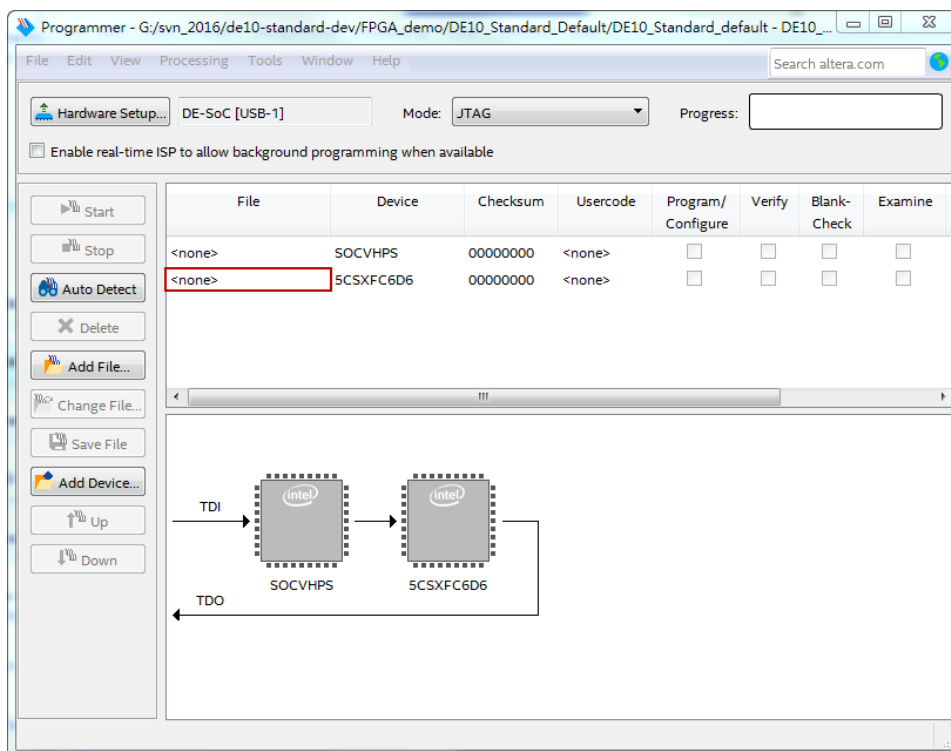 Programmer - G:/svn_2016/de10-standard-dev/FPGA_demo/DE10_Standard_Default/DE10_Standard_default - DE10_...
File Edit View Processing Tools Window Help
Search altera.com
Hardware Setup... DE-SoC [USB-1] Mode: JTAG Progress:
Enable real-time ISP to allow background programming when available
Start
Stop
Auto Detect
Delete
Add File...
Change File...
Save File
Add Device...
Up
Down
File Device Checksum Usercode Program/ Verify Blank- Examine
Configure Check
<none> SOCVHPS 00000000 <none>
<none> 5CSXFC6D6 00000000 <none>
TDI
intel
intel
SOCVHPS
5CSXFC6D6
TDO